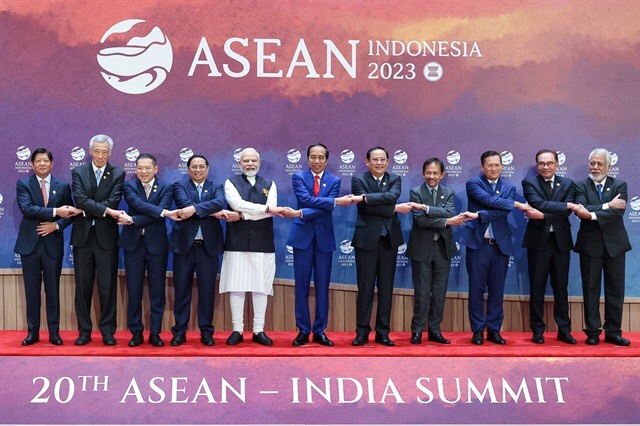 ASEAN
INDONESIA
2023
20TH ASEAN – INDIA SUMMIT